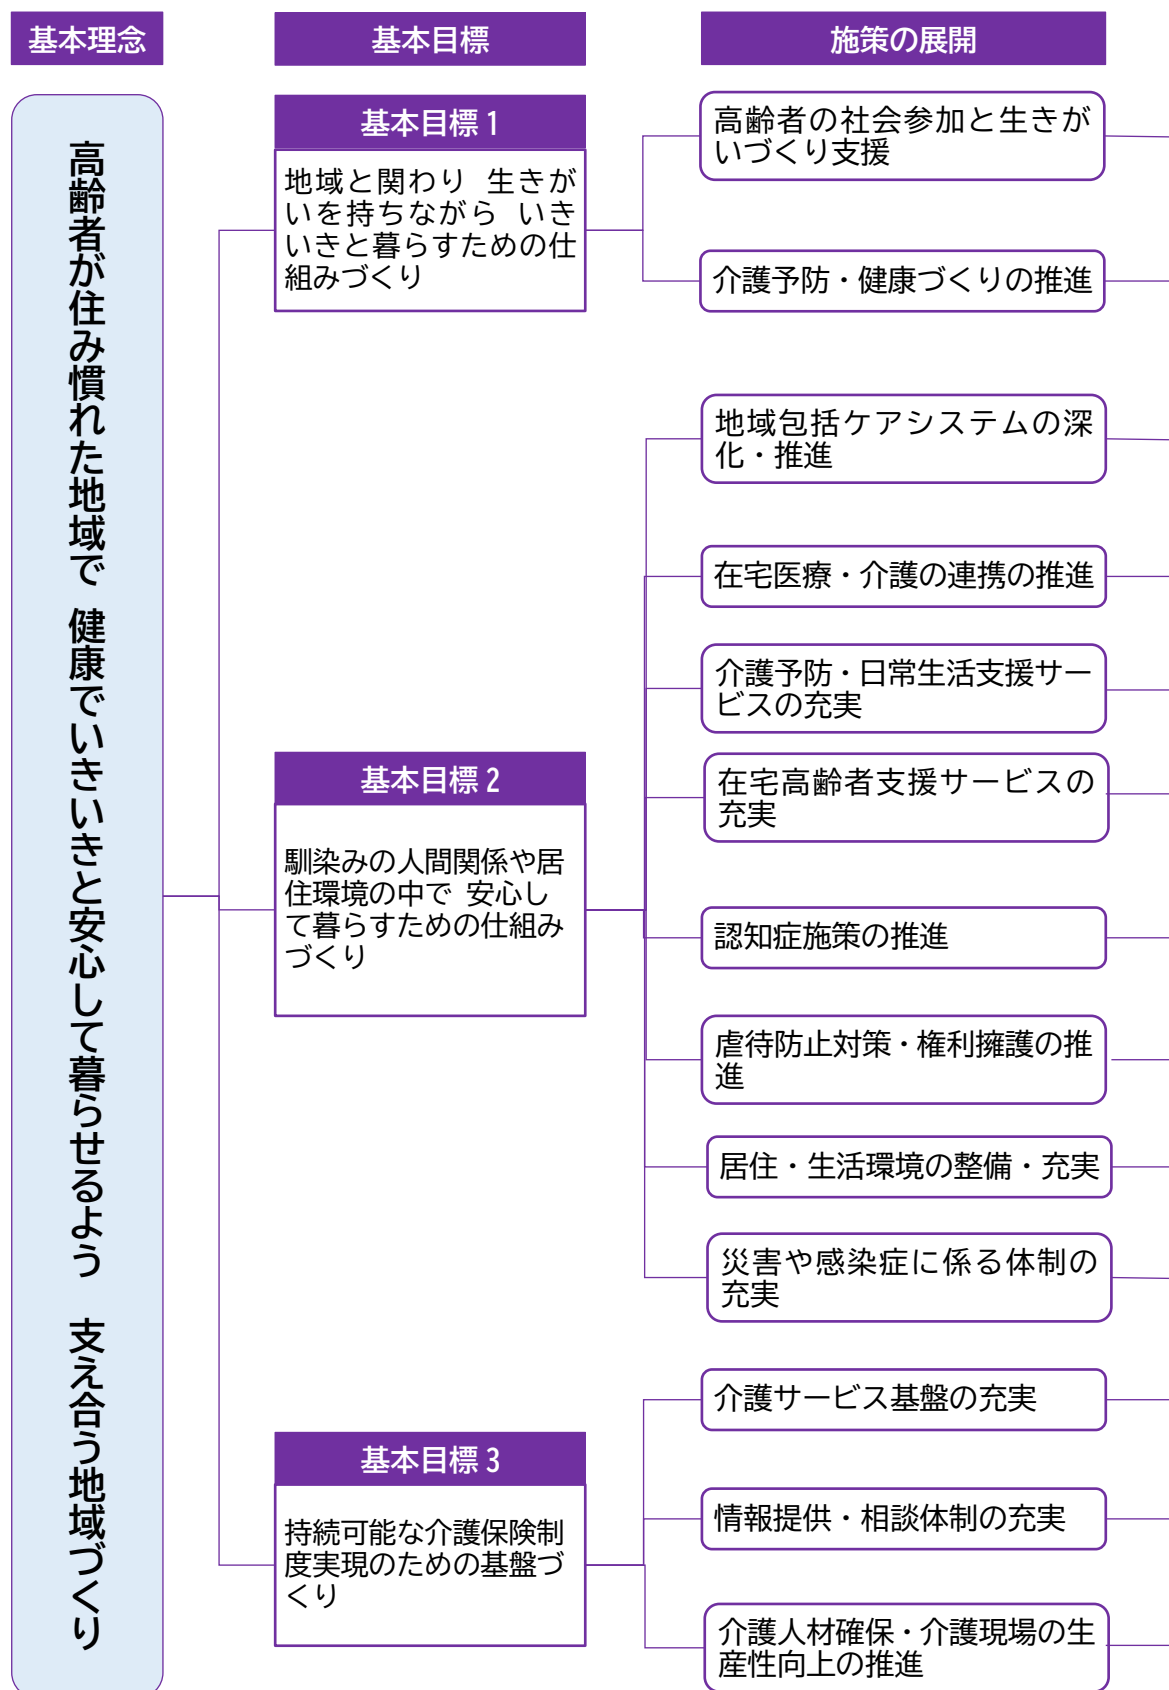 基本理念
基本目標
施策の展開
高齢者が住み慣れた地域で 健康でいきいきと安心して暮らせるよう 支え合う地域づくり
基本目標 1
地域と関わり 生きが
いを持ちながら いき
いきと暮らすための仕
組みづくり
高齢者の社会参加と生きが
いづくり支援
介護予防・健康づくりの推進
基本目標 2
馴染みの人間関係や居
住環境の中で 安心し
て暮らすための仕組み
づくり
地域包括ケアシステムの深
化・推進
在宅医療・介護の連携の推進
介護予防・日常生活支援サー
ビスの充実
在宅高齢者支援サービスの
充実
認知症施策の推進
虐待防止対策・権利擁護の推
進
居住・生活環境の整備・充実
災害や感染症に係る体制の
充実
基本目標 3
持続可能な介護保険制
度実現のための基盤づ
くり
介護サービス基盤の充実
情報提供・相談体制の充実
介護人材確保・介護現場の生
産性向上の推進